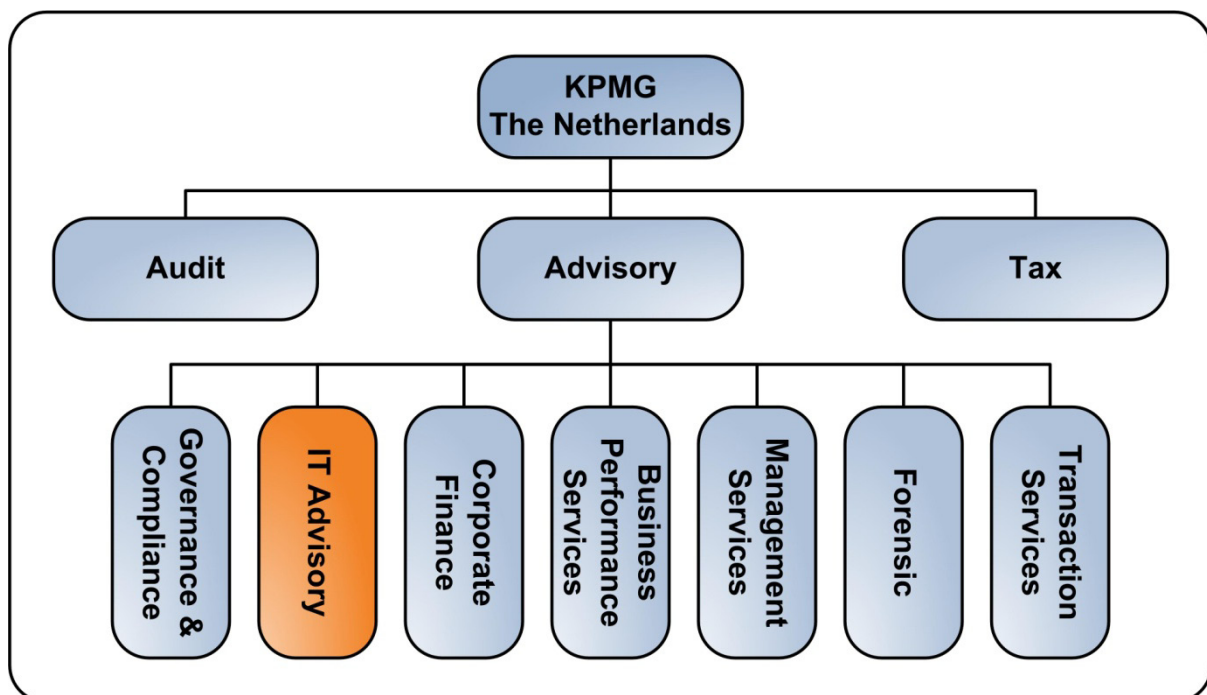 KPMG
The Netherlands
Audit
Advisory
Tax
Governance &
Compliance
IT Advisory
Corporate
Finance
Business
Performance
Services
Management
Services
Forensic
Transaction
Services